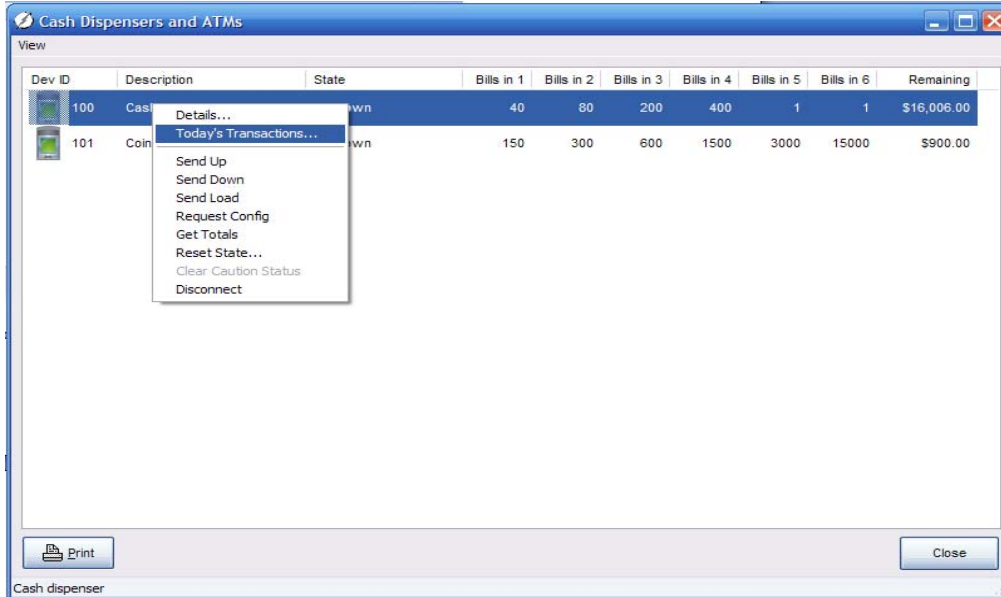 Cash Dispensers and ATMs
View
Dev ID Description State Bills in 1 Bills in 2 Bills in 3 Bills in 4 Bills in 5 Bills in 6 Remaining
100 40 80 200 400 1 1 $16,006.00
101 Coin 150 300 600 1500 3000 15000 $900.00
Details...
Today's Transactions...
Send Up
Send Down
Send Load
Request Config
Get Totals
Reset State...
Clear Caution Status
Disconnect
Print
Close
Cash dispenser